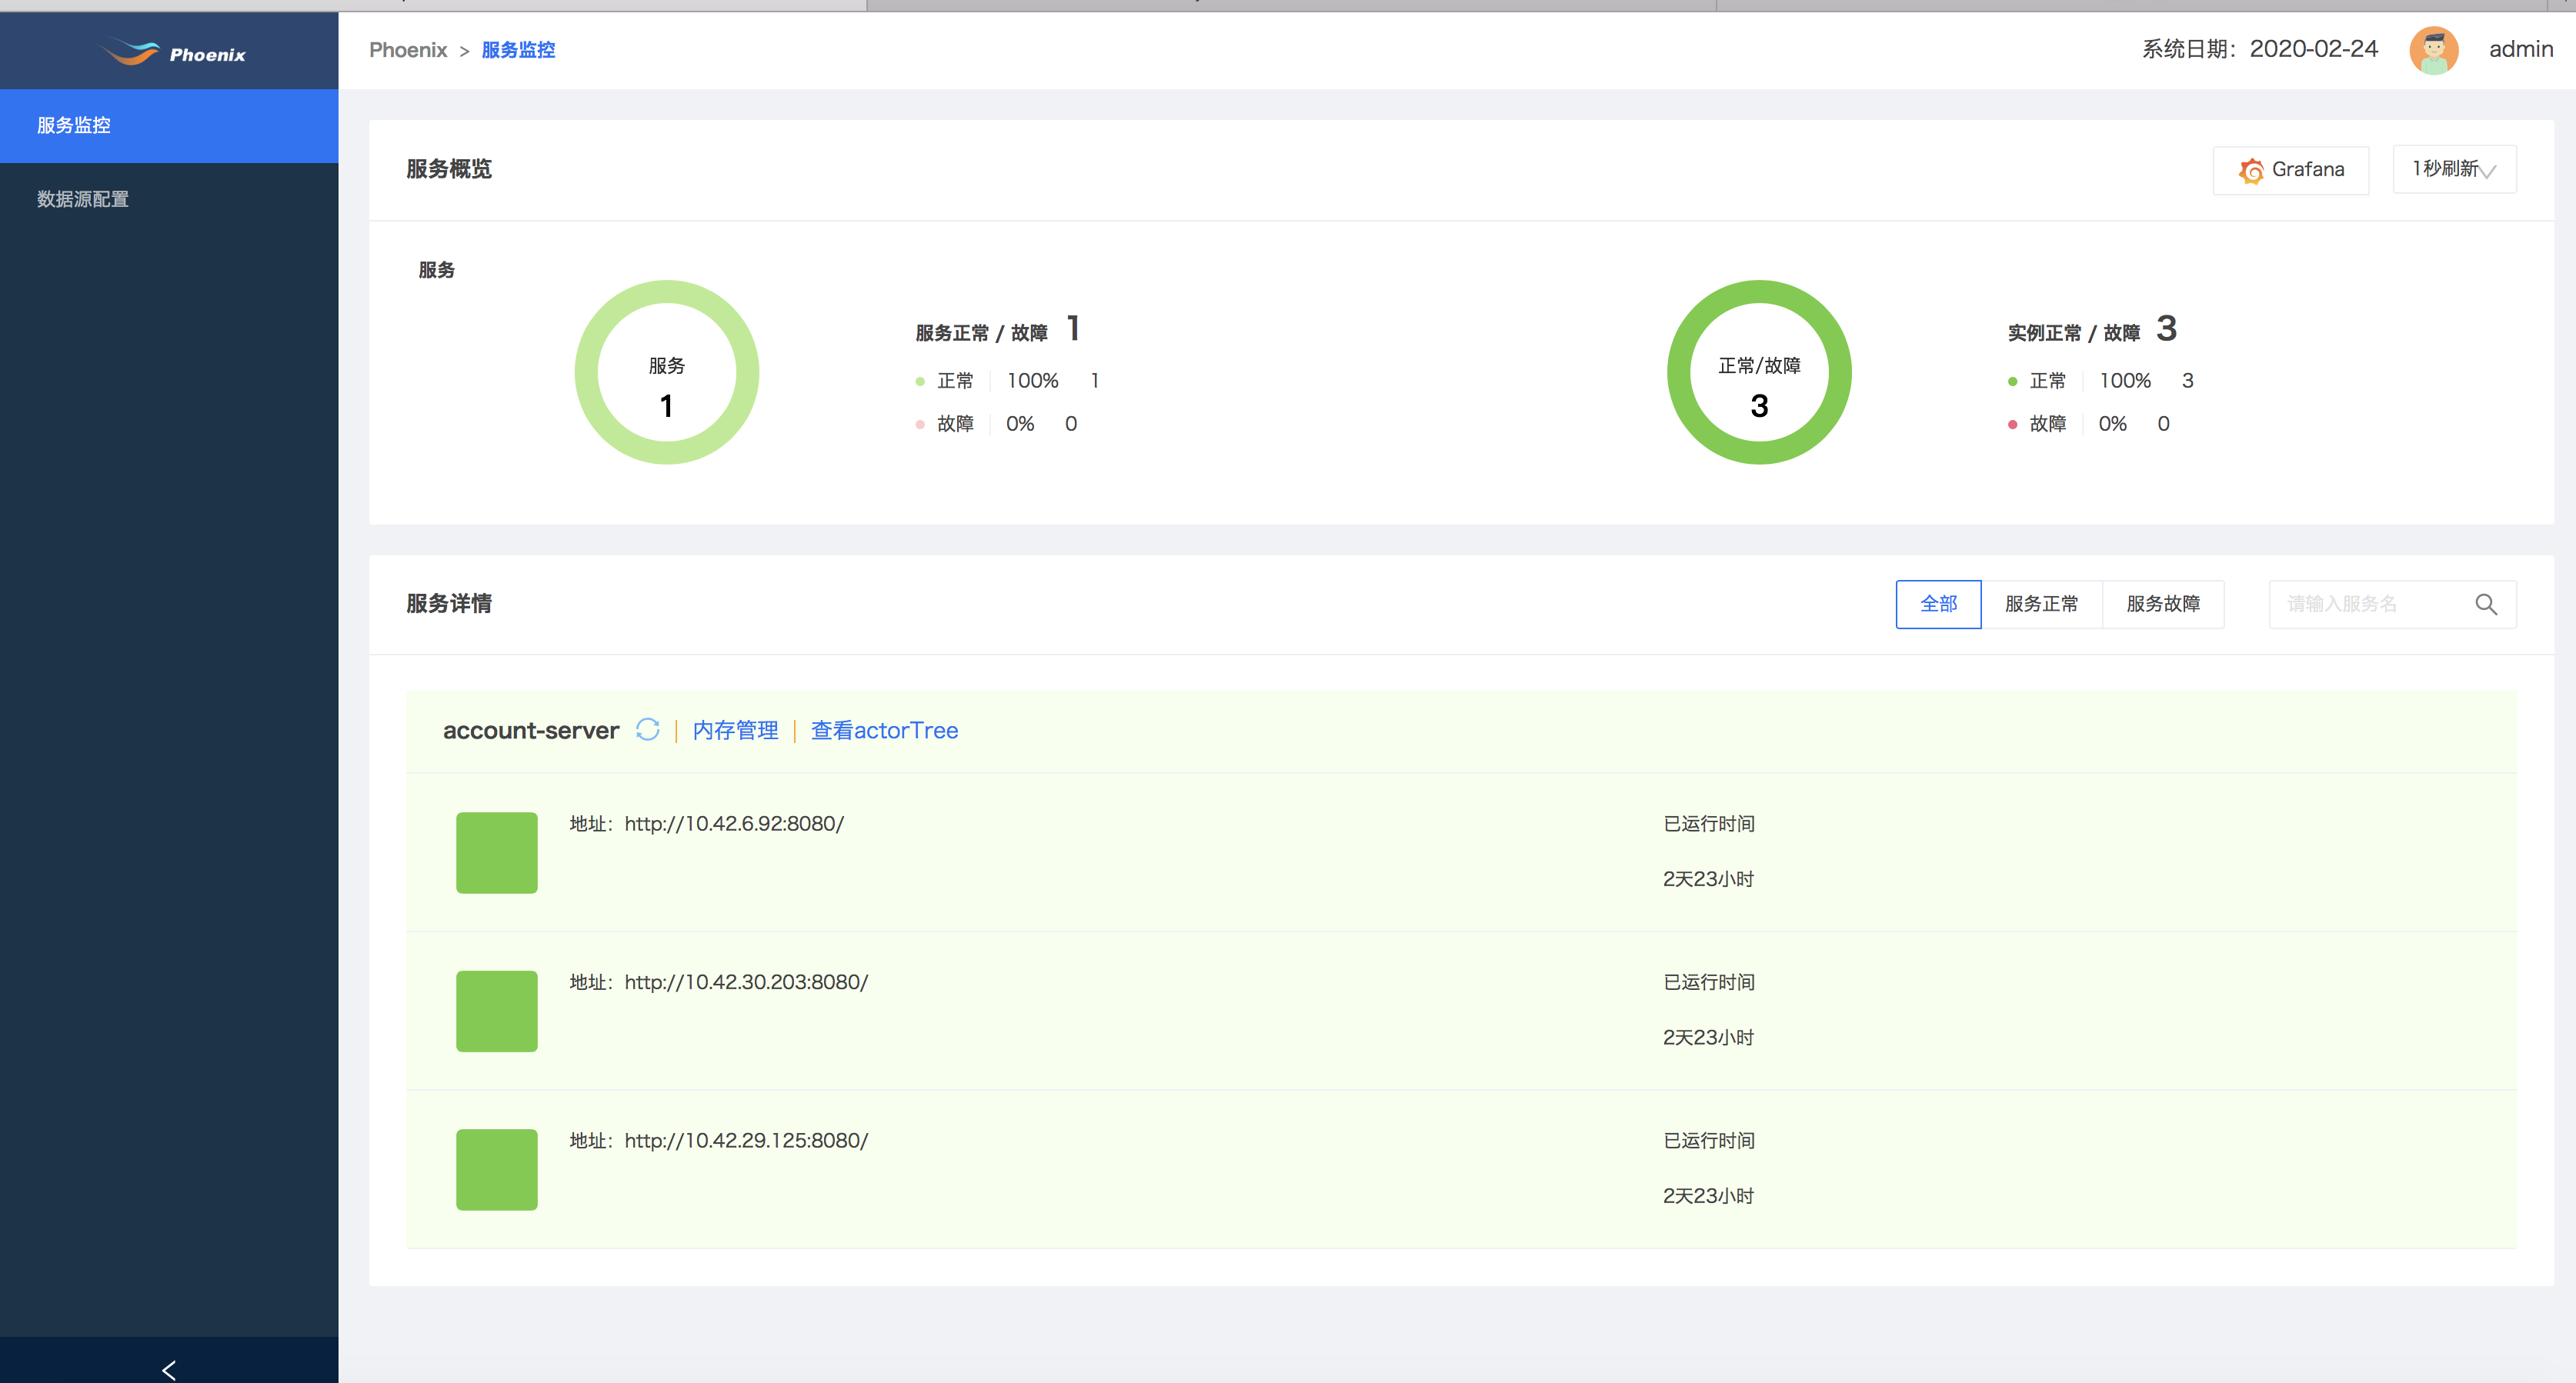 Phoenix
Phoenix > 服务监控
系统日期：2020-02-24
admin
服务监控
数据源配置
服务概览
Grafana
1秒刷新
服务
服务
1
服务正常 / 故障 1
正常 100% 1
故障 0% 0
正常/故障
3
实例正常 / 故障 3
正常 100% 3
故障 0% 0
服务详情
全部
服务正常
服务故障
请输入服务名
account-server
内存管理
查看actorTree
地址：http://10.42.6.92:8080/
已运行时间
2天23小时
地址：http://10.42.30.203:8080/
已运行时间
2天23小时
地址：http://10.42.29.125:8080/
已运行时间
2天23小时